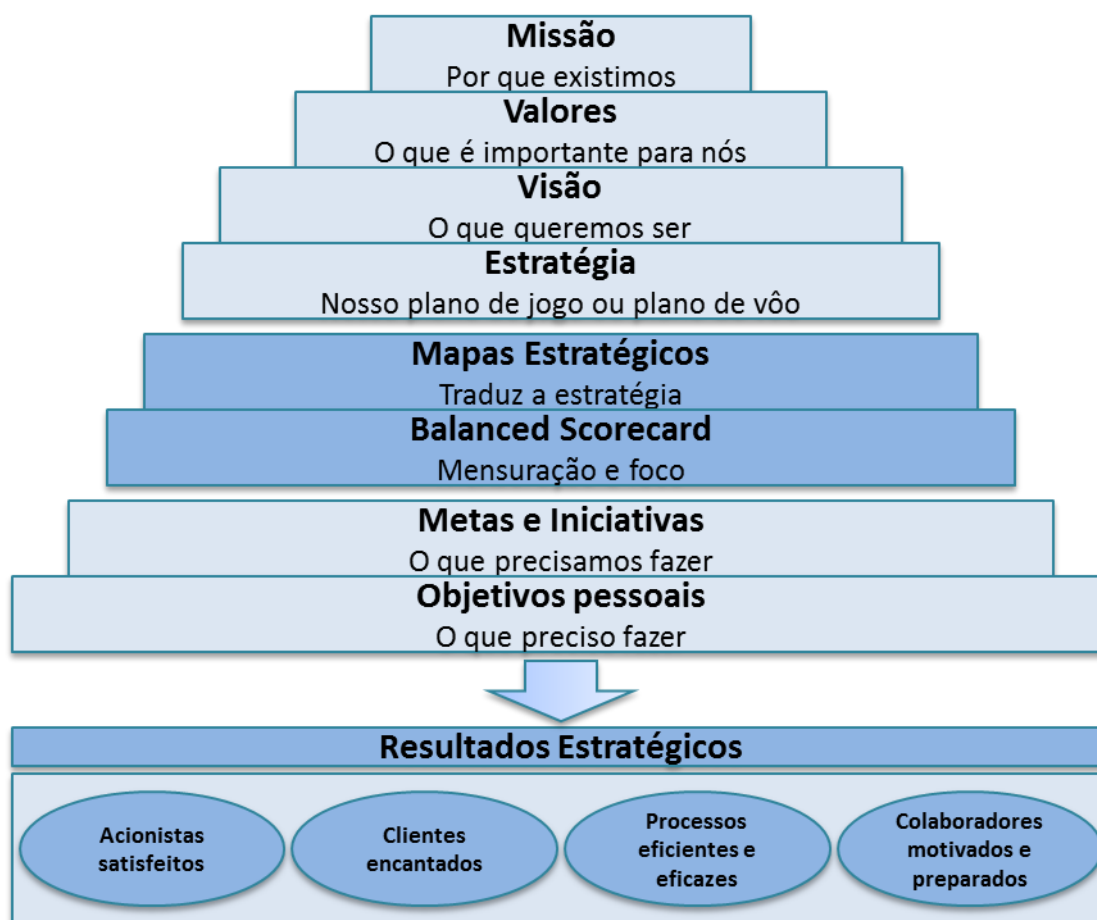 Missão
Por que existimos
Valores
O que é importante para nós
Visão
O que queremos ser
Estratégia
Nosso plano de jogo ou plano de vôo
Mapas Estratégicos
Traduz a estratégia
Balanced Scorecard
Mensuração e foco
Metas e Iniciativas
O que precisamos fazer
Objetivos pessoais
O que preciso fazer
Resultados Estratégicos
Acionistas
satisfeitos
Clientes
encantados
Processos
eficientes e
eficazes
Colaboradores
motivados e
preparados